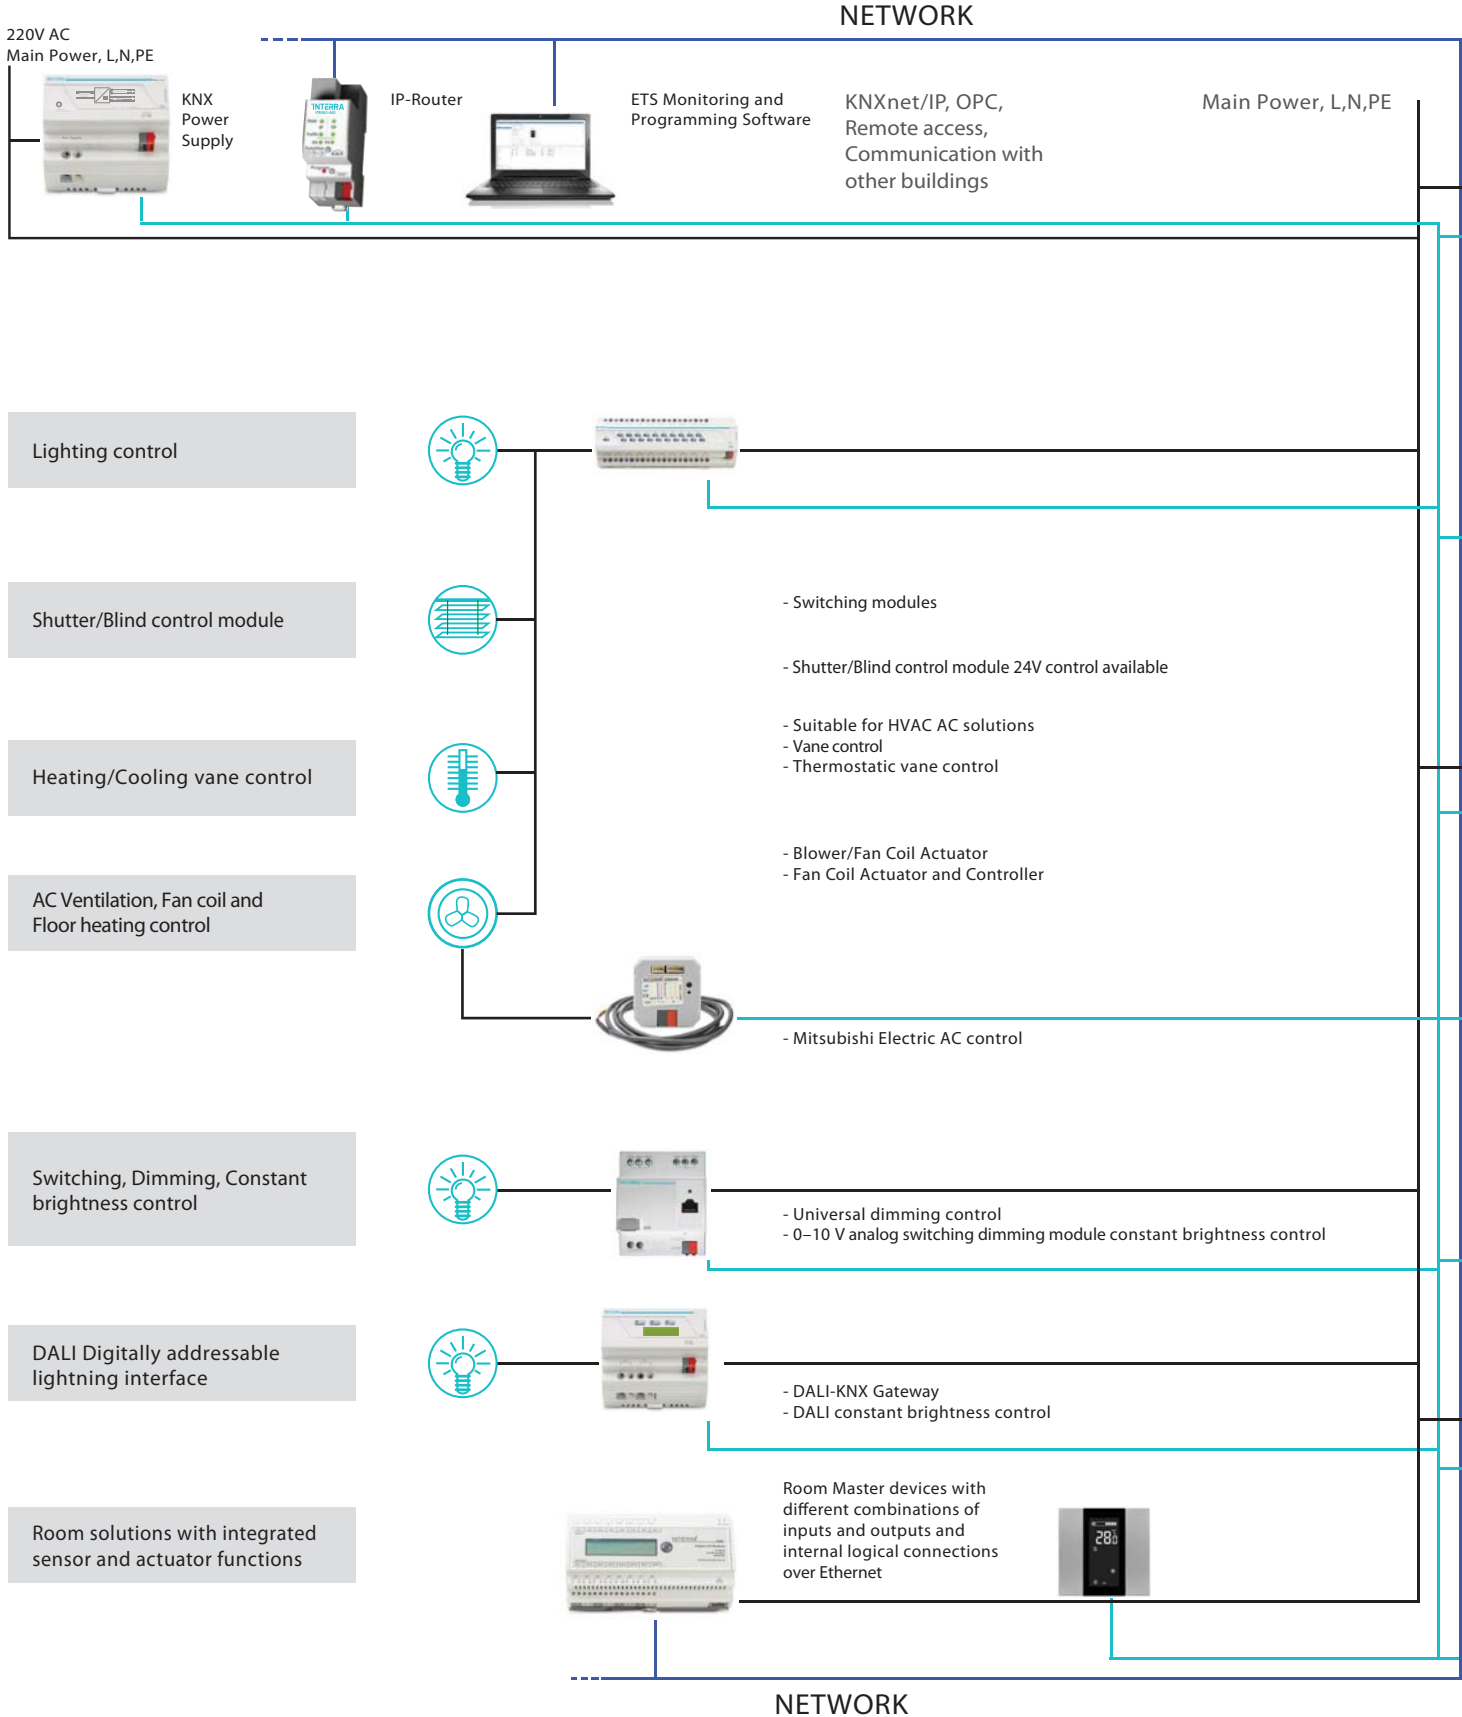 NETWORK
220V AC
Main Power, L,N,PE
KNX
Power
Supply
INTERRA
IP-Router
ETS Monitoring and
Programming Software
KNXnet/IP, OPC,
Remote access,
Communication with
other buildings
Main Power, L,N,PE
Lighting control
Shutter/Blind control module
- Switching modules
- Shutter/Blind control module 24V control available
Heating/Cooling vane control
- Suitable for HVAC AC solutions
- Vane control
- Thermostatic vane control
- Blower/Fan Coil Actuator
- Fan Coil Actuator and Controller
AC Ventilation, Fan coil and
Floor heating control
- Mitsubishi Electric AC control
Switching, Dimming, Constant
brightness control
- Universal dimming control
- 0–10 V analog switching dimming module constant brightness control
DALI Digitally addressable
lightning interface
- DALI-KNX Gateway
- DALI constant brightness control
Room solutions with integrated
sensor and actuator functions
Room Master devices with
different combinations of
inputs and outputs and
internal logical connections
over Ethernet
NETWORK